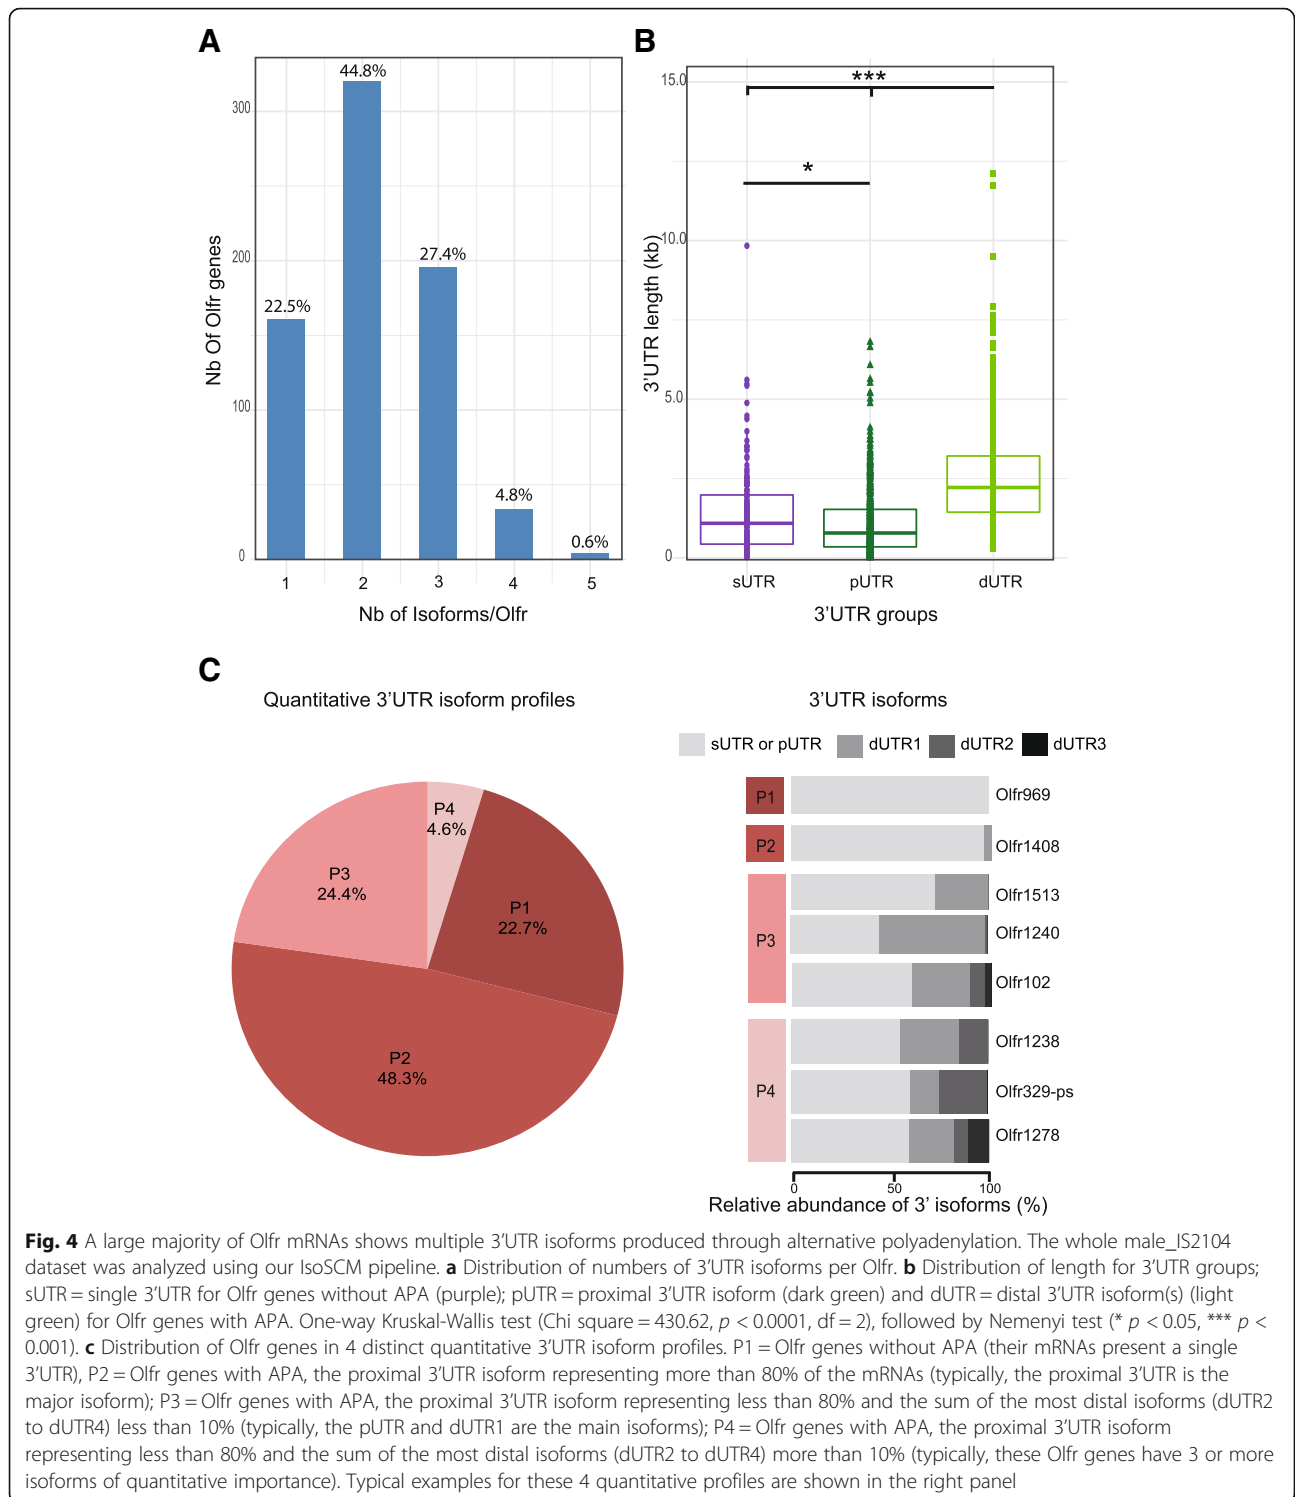 A
B
44.8%
27.4%
22.5%
4.8%
0.6%
300
200
100
0
Nb Of Olfr genes
1 2 3 4 5
Nb of Isoforms/Olfr
***
*
15.0
10.0
5.0
0
3'UTR length (kb)
sUTR pUTR dUTR
3'UTR groups
C
Quantitative 3'UTR isoform profiles
P4
4.6%
P3
24.4%
P1
22.7%
P2
48.3%
3'UTR isoforms
sUTR or pUTR dUTR1 dUTR2 dUTR3
P1 Olfr969
P2 Olfr1408
Olfr1513
P3 Olfr1240
Olfr102
Olfr1238
P4 Olfr329-ps
Olfr1278
0 50 100
Relative abundance of 3' isoforms (%)
Fig. 4 A large majority of Olfr mRNAs shows multiple 3'UTR isoforms produced through alternative polyadenylation. The whole male_IS2104
dataset was analyzed using our IsoSCM pipeline. a Distribution of numbers of 3'UTR isoforms per Olfr. b Distribution of length for 3'UTR groups;
sUTR = single 3'UTR for Olfr genes without APA (purple); pUTR = proximal 3'UTR isoform (dark green) and dUTR = distal 3'UTR isoform(s) (light
green) for Olfr genes with APA. One-way Kruskal-Wallis test (Chi square = 430.62, p < 0.0001, df = 2), followed by Nemenyi test (* p < 0.05, *** p <
0.001). c Distribution of Olfr genes in 4 distinct quantitative 3'UTR isoform profiles. P1 = Olfr genes without APA (their mRNAs present a single
3'UTR), P2 = Olfr genes with APA, the proximal 3'UTR isoform representing more than 80% of the mRNAs (typically, the proximal 3'UTR is the
major isoform); P3 = Olfr genes with APA, the proximal 3'UTR isoform representing less than 80% and the sum of the most distal isoforms (dUTR2
to dUTR4) less than 10% (typically, the pUTR and dUTR1 are the main isoforms); P4 = Olfr genes with APA, the proximal 3'UTR isoform
representing less than 80% and the sum of the most distal isoforms (dUTR2 to dUTR4) more than 10% (typically, these Olfr genes have 3 or more
isoforms of quantitative importance). Typical examples for these 4 quantitative profiles are shown in the right panel